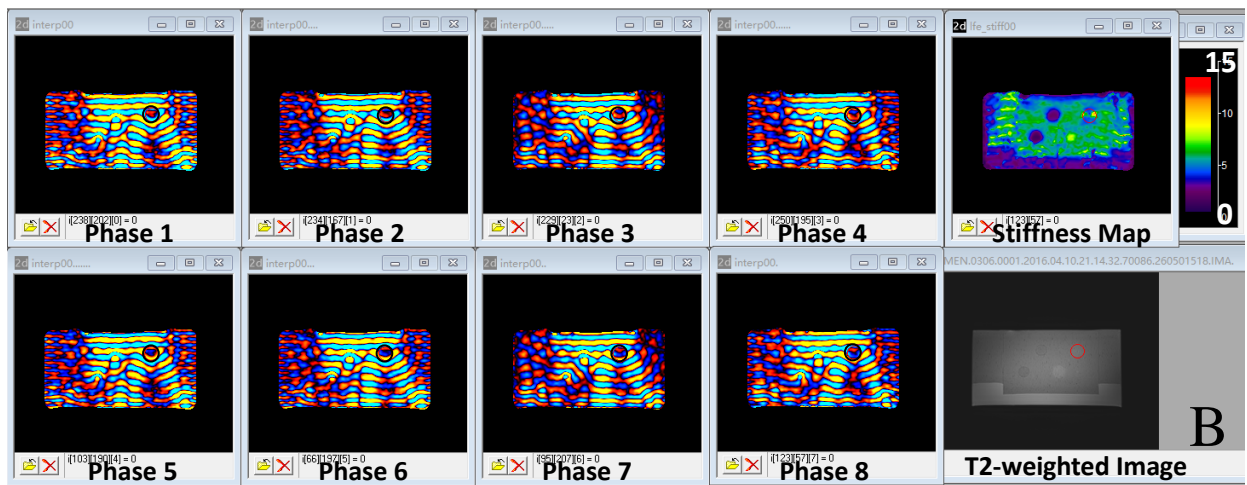 2d interp00
2d interp00....
2d interp00.....
2d interp00......
2d lfe_stiff00
15
10
5
0
i[238][202][0] = 0
i[234][167][1] = 0
i[229][23][2] = 0
i[250][195][3] = 0
i[123][57] = 0
Phase 1
Phase 2
Phase 3
Phase 4
Stiffness Map
2d interp00.......
2d interp00...
2d interp00..
2d interp00.
MEN.0306.0001.2016.04.10.21.14.32.70086.260501518.IMA.
B
i[103][190][4] = 0
i[66][197][5] = 0
i[95][207][6] = 0
i[123][57][7] = 0
Phase 5
Phase 6
Phase 7
Phase 8
T2-weighted Image